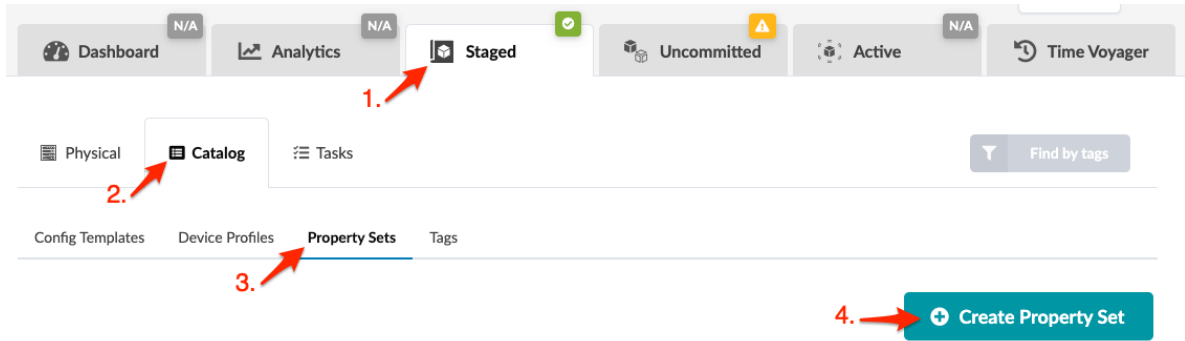 N/A N/A N/A
Dashboard Analytics Staged Uncommitted Active Time Voyager
1.
Physical Catalog Tasks Find by tags
2.
Config Templates Device Profiles Property Sets Tags
3.
4. Create Property Set